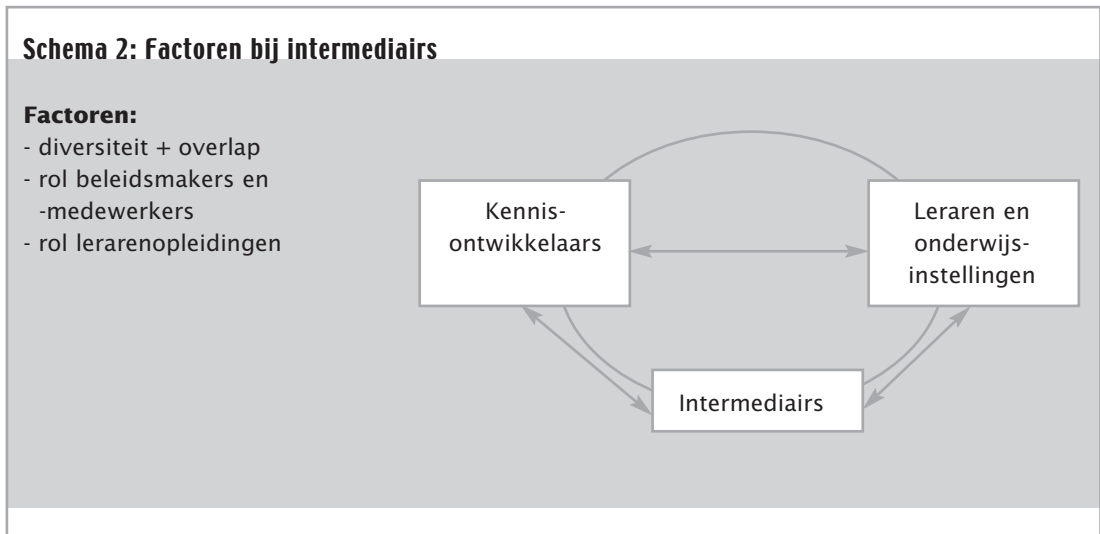 Schema 2: Factoren bij intermediairs
Factoren:
- diversiteit + overlap
- rol beleidsmakers en
-medewerkers
- rol lerarenopleidingen
Kennis-
ontwikkelaars
Leraren en
onderwijs-
instellingen
Intermediairs